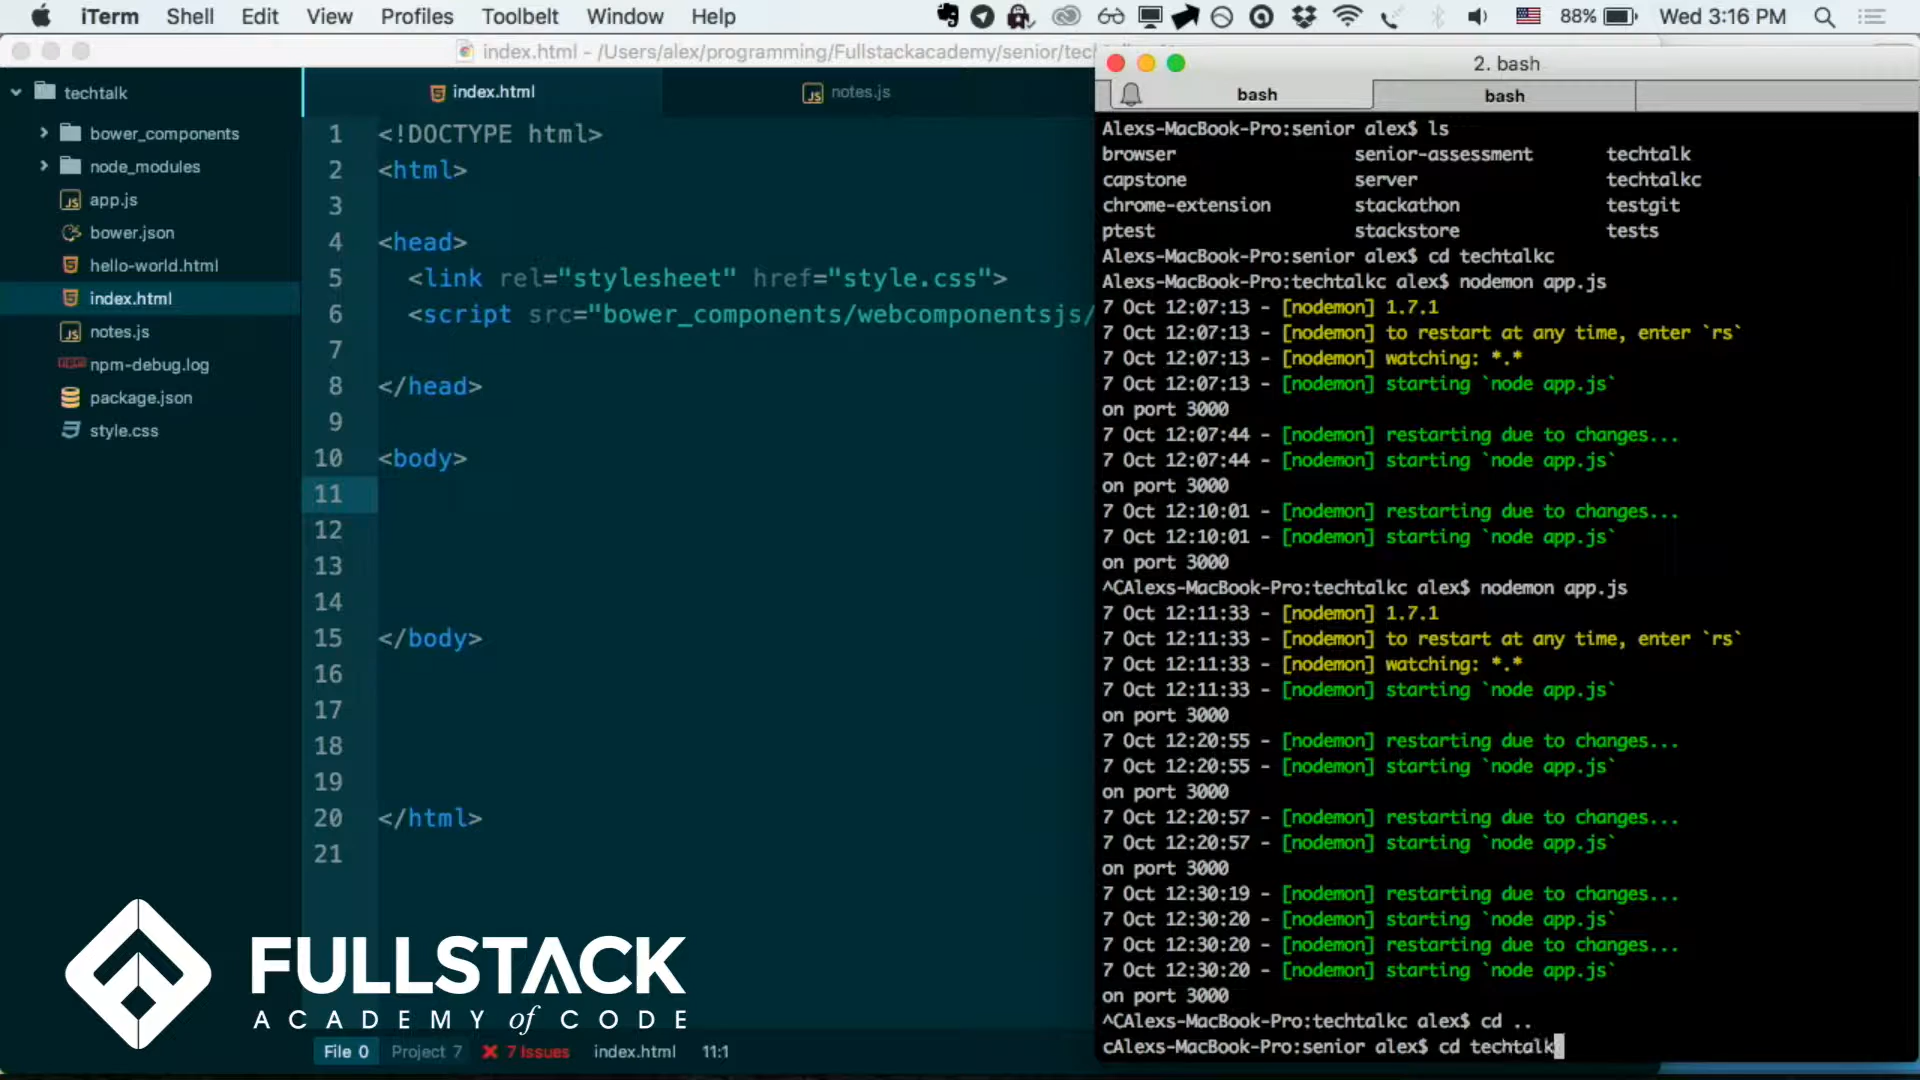 iTerm Shell Edit View Profiles Toolbelt Window Help 88% Wed 3:16 PM
index.html - /Users/alex/programming/Fullstackacademy/senior/tec
techtalk
bower_components
node_modules
app.js
bower.json
hello-world.html
index.html
notes.js
npm-debug.log
package.json
style.css
index.html notes.js
1 <!DOCTYPE html>
2 <html>
3
4 <head>
5 <link rel="stylesheet" href="style.css">
6 <script src="bower_components/webcomponentsjs/
7
8 </head>
9
10 <body>
11
12
13
14
15 </body>
16
17
18
19
20 </html>
21
FULLSTACK
ACADEMY of CODE
File 0 Project 7 7 Issues index.html 11:1
2. bash
bash bash
Alexs-MacBook-Pro:senior alex$ ls
browser senior-assessment techtalk
capstone server techtalkc
chrome-extension stackathon testgit
ptest stackstore tests
Alexs-MacBook-Pro:senior alex$ cd techtalkc
Alexs-MacBook-Pro:techtalkc alex$ nodemon app.js
7 Oct 12:07:13 - [nodemon] 1.7.1
7 Oct 12:07:13 - [nodemon] to restart at any time, enter `rs`
7 Oct 12:07:13 - [nodemon] watching: *.*
7 Oct 12:07:13 - [nodemon] starting `node app.js`
on port 3000
7 Oct 12:07:44 - [nodemon] restarting due to changes...
7 Oct 12:07:44 - [nodemon] starting `node app.js`
on port 3000
7 Oct 12:10:01 - [nodemon] restarting due to changes...
7 Oct 12:10:01 - [nodemon] starting `node app.js`
on port 3000
^CAlexs-MacBook-Pro:techtalkc alex$ nodemon app.js
7 Oct 12:11:33 - [nodemon] 1.7.1
7 Oct 12:11:33 - [nodemon] to restart at any time, enter `rs`
7 Oct 12:11:33 - [nodemon] watching: *.*
7 Oct 12:11:33 - [nodemon] starting `node app.js`
on port 3000
7 Oct 12:20:55 - [nodemon] restarting due to changes...
7 Oct 12:20:55 - [nodemon] starting `node app.js`
on port 3000
7 Oct 12:20:57 - [nodemon] restarting due to changes...
7 Oct 12:20:57 - [nodemon] starting `node app.js`
on port 3000
7 Oct 12:30:19 - [nodemon] restarting due to changes...
7 Oct 12:30:20 - [nodemon] starting `node app.js`
7 Oct 12:30:20 - [nodemon] restarting due to changes...
7 Oct 12:30:20 - [nodemon] starting `node app.js`
on port 3000
^CAlexs-MacBook-Pro:techtalkc alex$ cd ..
cAlexs-MacBook-Pro:senior alex$ cd techtalk